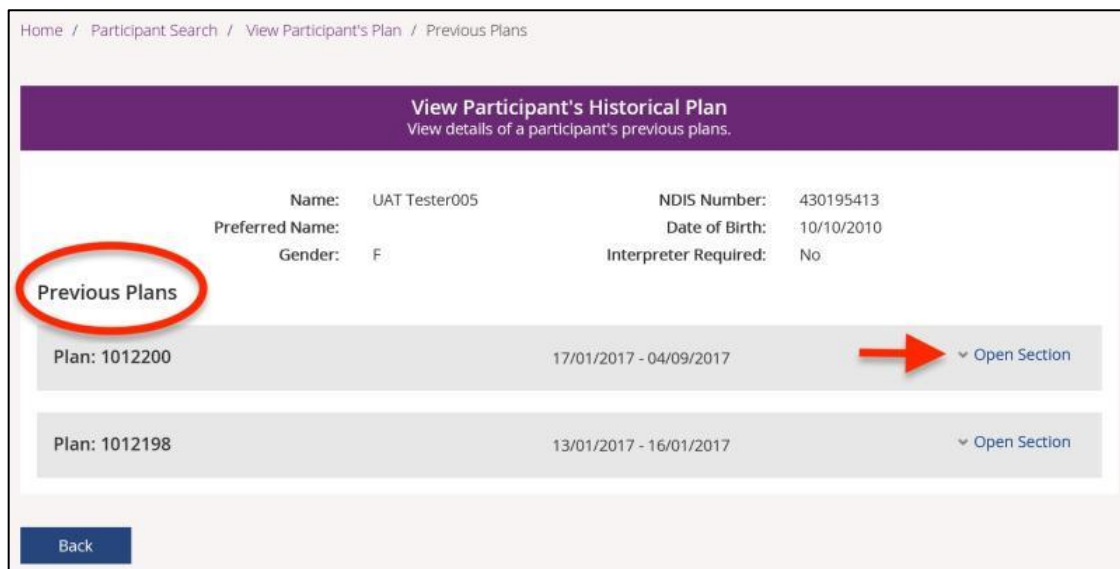 Home / Participant Search / View Participant's Plan / Previous Plans
View Participant's Historical Plan
View details of a participant's previous plans.
Name: UAT Tester005 NDIS Number: 430195413
Preferred Name: Date of Birth: 10/10/2010
Gender: F Interpreter Required: No
Previous Plans
Plan: 1012200 17/01/2017 - 04/09/2017 Open Section
Plan: 1012198 13/01/2017 - 16/01/2017 Open Section
Back